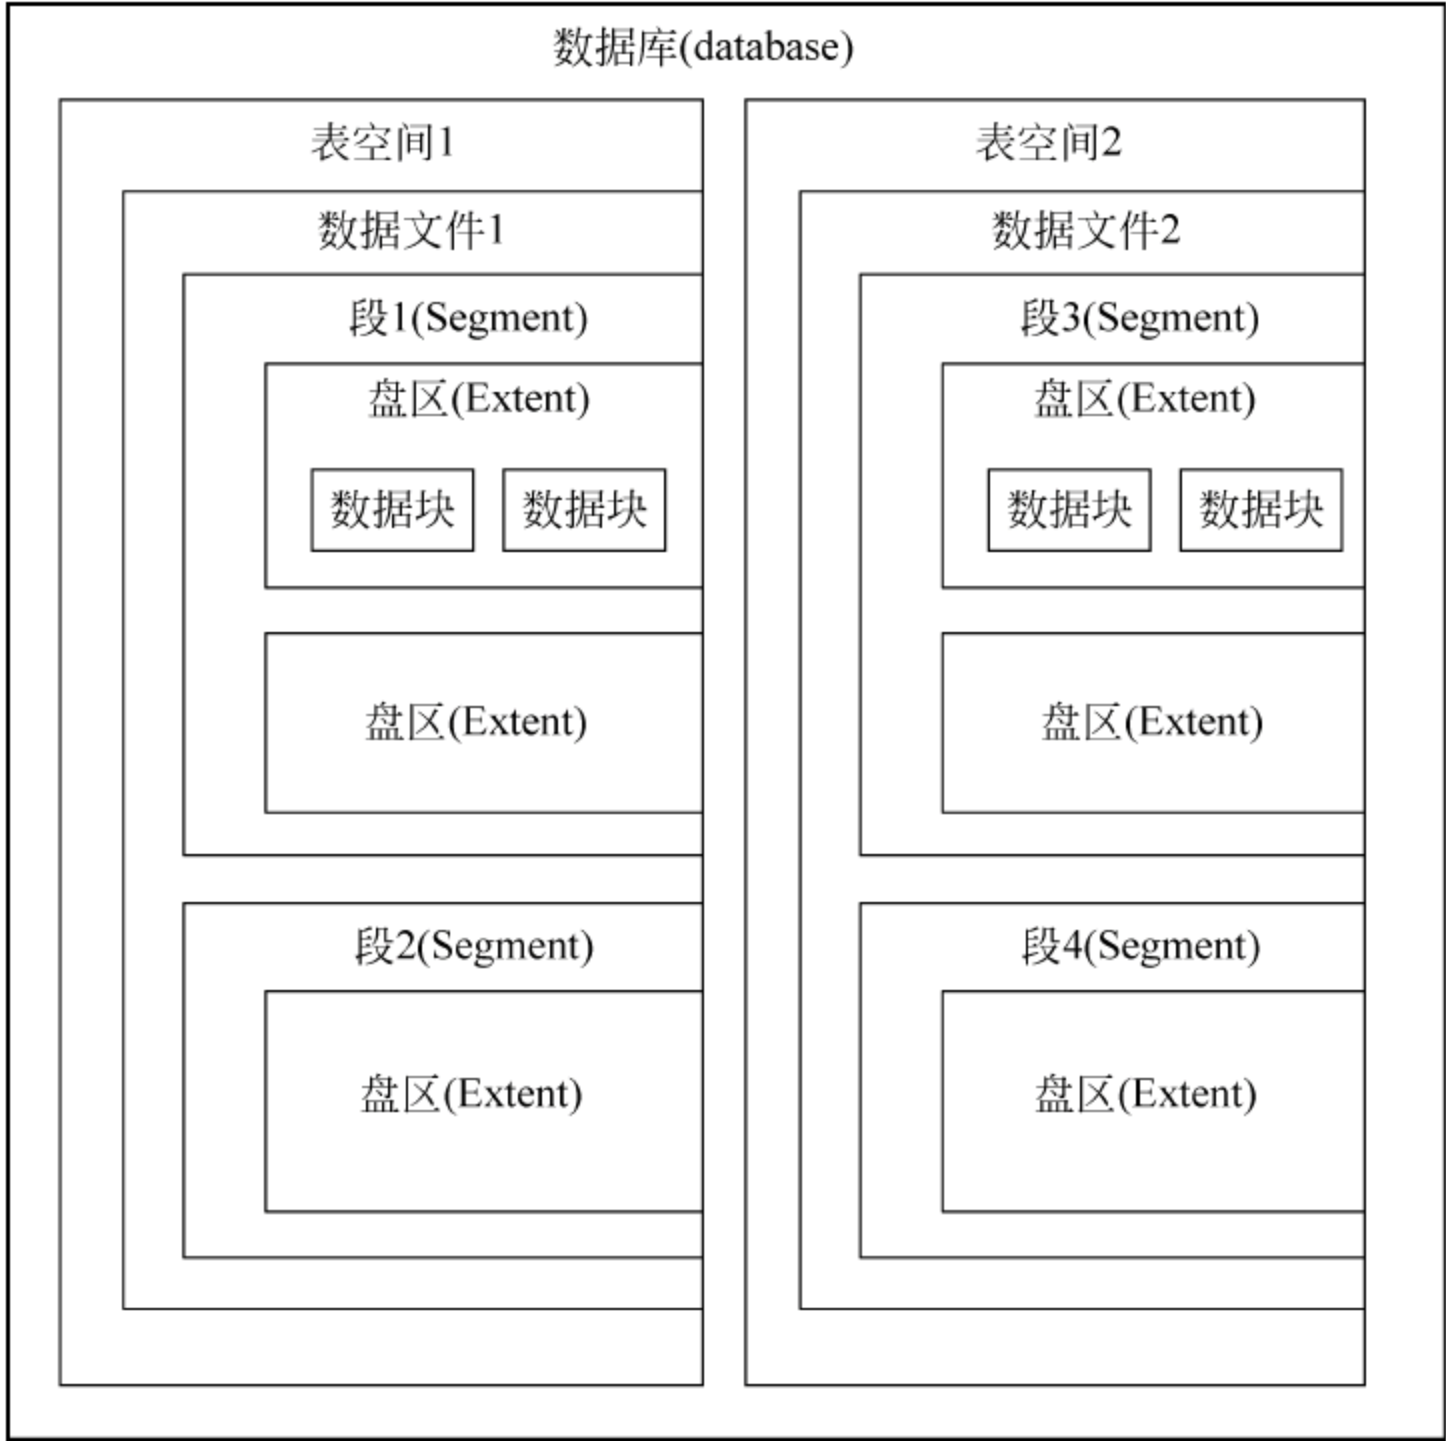 数据库(database)
表空间1
数据文件1
段1(Segment)
盘区(Extent)
数据块 数据块
盘区(Extent)
段2(Segment)
盘区(Extent)
表空间2
数据文件2
段3(Segment)
盘区(Extent)
数据块 数据块
盘区(Extent)
段4(Segment)
盘区(Extent)